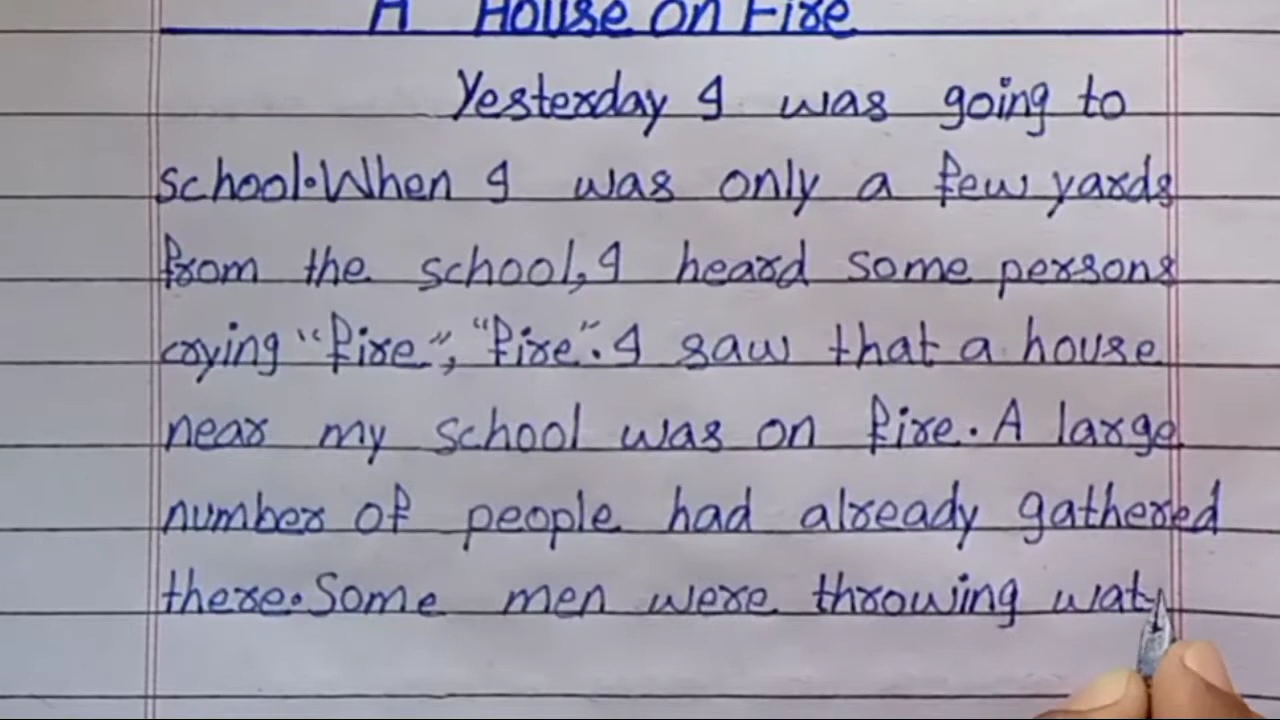 A House on Fire
Yesterday I was going to
school. When I was only a few yards
from the school, I heard some persons
crying "fire", "fire". I saw that a house
near my school was on fire. A large
number of people had already gathered
there. Some men were throwing wat